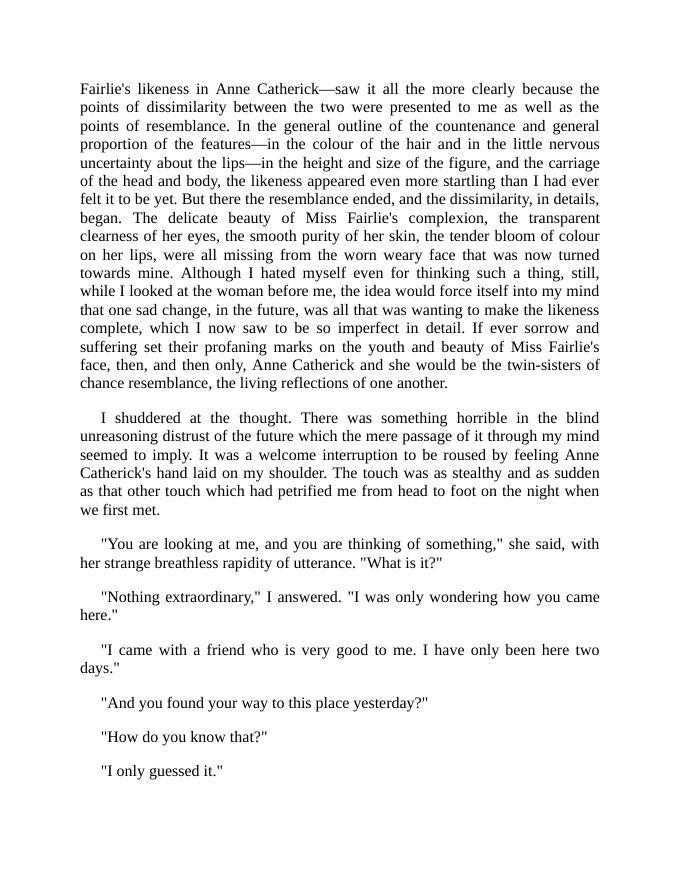 Fairlie's likeness in Anne Catherick—saw it all the more clearly because the
points of dissimilarity between the two were presented to me as well as the
points of resemblance. In the general outline of the countenance and general
proportion of the features—in the colour of the hair and in the little nervous
uncertainty about the lips—in the height and size of the figure, and the carriage
of the head and body, the likeness appeared even more startling than I had ever
felt it to be yet. But there the resemblance ended, and the dissimilarity, in details,
began. The delicate beauty of Miss Fairlie's complexion, the transparent
clearness of her eyes, the smooth purity of her skin, the tender bloom of colour
on her lips, were all missing from the worn weary face that was now turned
towards mine. Although I hated myself even for thinking such a thing, still,
while I looked at the woman before me, the idea would force itself into my mind
that one sad change, in the future, was all that was wanting to make the likeness
complete, which I now saw to be so imperfect in detail. If ever sorrow and
suffering set their profaning marks on the youth and beauty of Miss Fairlie's
face, then, and then only, Anne Catherick and she would be the twin-sisters of
chance resemblance, the living reflections of one another.
I shuddered at the thought. There was something horrible in the blind
unreasoning distrust of the future which the mere passage of it through my mind
seemed to imply. It was a welcome interruption to be roused by feeling Anne
Catherick's hand laid on my shoulder. The touch was as stealthy and as sudden
as that other touch which had petrified me from head to foot on the night when
we first met.
"You are looking at me, and you are thinking of something," she said, with
her strange breathless rapidity of utterance. "What is it?"
"Nothing extraordinary," I answered. "I was only wondering how you came
here."
"I came with a friend who is very good to me. I have only been here two
days."
"And you found your way to this place yesterday?"
"How do you know that?"
"I only guessed it."